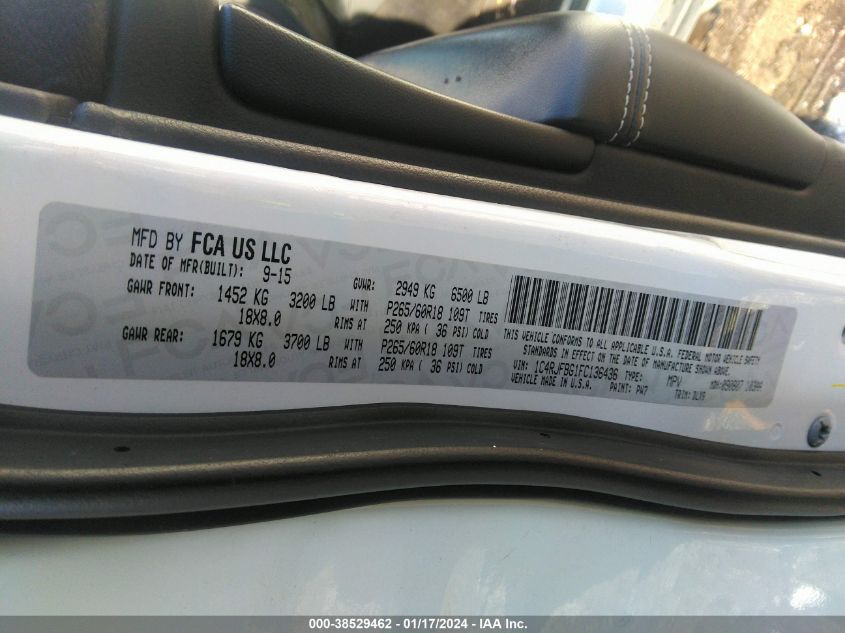 MFD BY FCA US LLC
DATE OF MFR(BUILT): 9-15 GVWR: 2949 KG 6500 LB
GAWR FRONT: 1452 KG 3200 LB WITH P265/60R18 109T TIRES
18X8.0 RIMS AT 250 KPA ( 36 PSI) COLD
GAWR REAR: 1679 KG 3700 LB WITH P265/60R18 109T TIRES
18X8.0 RIMS AT 250 KPA ( 36 PSI) COLD
THIS VEHICLE CONFORMS TO ALL APPLICABLE U.S.A. FEDERAL MOTOR VEHICLE SAFETY
STANDARDS IN EFFECT ON THE DATE OF MANUFACTURE SHOWN ABOVE.
VIN: 1C4RJFBG1FC136436 TYPE: MPV MDH:
VEHICLE MADE IN U.S.A. PAINT: PW7 TRIM:
000-38529462 - 01/17/2024 - IAA Inc.